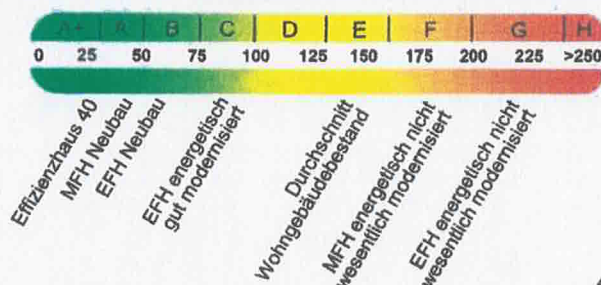 A+ A B C D E F G H
0 25 50 75 100 125 150 175 200 225 >250
Effizienzhaus 40
MFH Neubau
EFH Neubau
EFH energetisch
gut modernisiert
Durchschnitt
Wohngebäudebestand
MFH energetisch nicht
wesentlich modernisiert
EFH energetisch nicht
wesentlich modernisiert